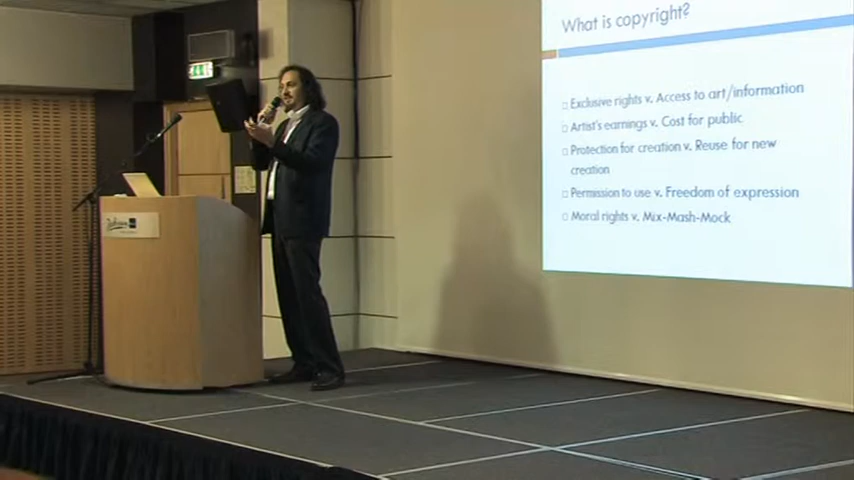 What is copyright?
Exclusive rights v. Access to art/information
Artist's earnings v. Cost for public
Protection for creation v. Reuse for new
creation
Permission to use v. Freedom of expression
Moral rights v. Mix-Mash-Mock
Radisson